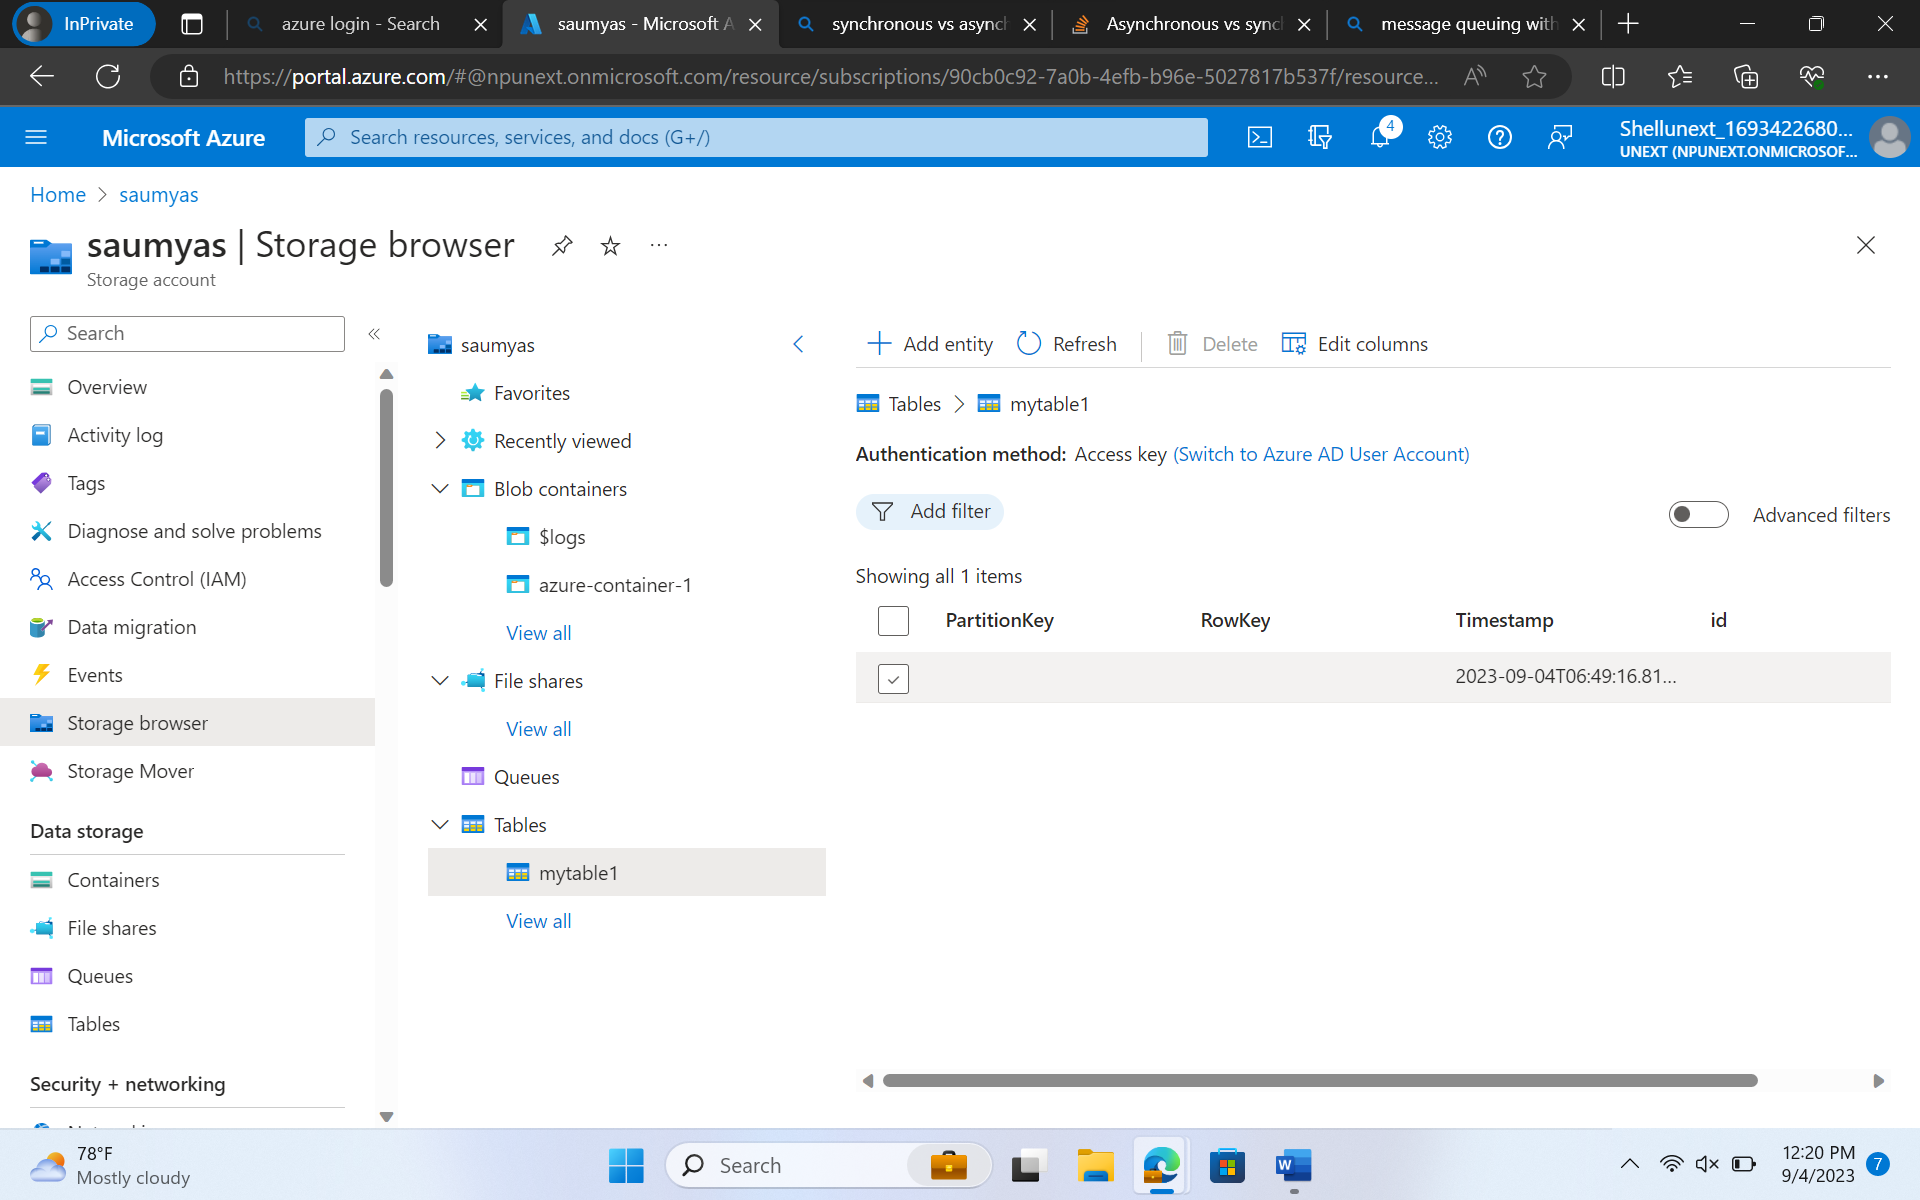 InPrivate
azure login - Search
saumyas - Microsoft A
synchronous vs asynch
Asynchronous vs sync
message queuing with
https://portal.azure.com/#@npunext.onmicrosoft.com/resource/subscriptions/90cb0c92-7a0b-4efb-b96e-5027817b537f/resource...
Microsoft Azure
Search resources, services, and docs (G+/)
4
Shellunext_1693422680...
UNEXT (NPUNEXT.ONMICROSOF...
Home > saumyas
saumyas | Storage browser
Storage account
Search
Overview
Activity log
Tags
Diagnose and solve problems
Access Control (IAM)
Data migration
Events
Storage browser
Storage Mover
Data storage
Containers
File shares
Queues
Tables
Security + networking
saumyas
Favorites
Recently viewed
Blob containers
$logs
azure-container-1
View all
File shares
View all
Queues
Tables
mytable1
View all
Add entity
Refresh
Delete
Edit columns
Tables > mytable1
Authentication method: Access key (Switch to Azure AD User Account)
Add filter
Advanced filters
Showing all 1 items
PartitionKey RowKey Timestamp id
2023-09-04T06:49:16.81...
78°F
Mostly cloudy
Search
12:20 PM
9/4/2023
7